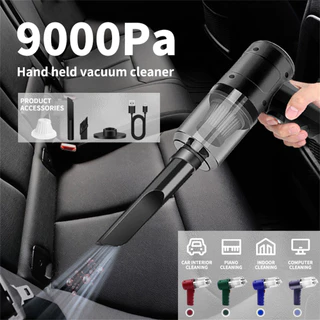 9000Pa
Hand held vacuum cleaner
PRODUCT
ACCESSORIES
CAR INTERIOR
CLEANING
PIANO
CLEANING
INDOOR
CLEANING
COMPUTER
CLEANING